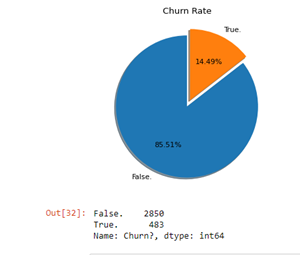 Churn Rate
True.
14.49%
85.51%
False.
Out[32]: False.    2850
True.      483
Name: Churn?, dtype: int64